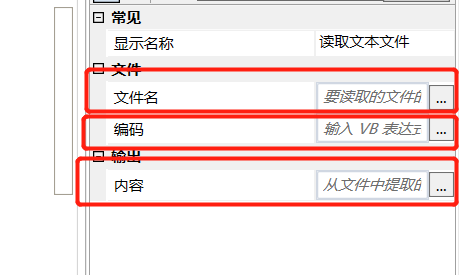 常见
显示名称 读取文本文件
文件
文件名 要读取的文件的 ...
编码 输入 VB 表达式 ...
输出
内容 从文件中提取的 ...